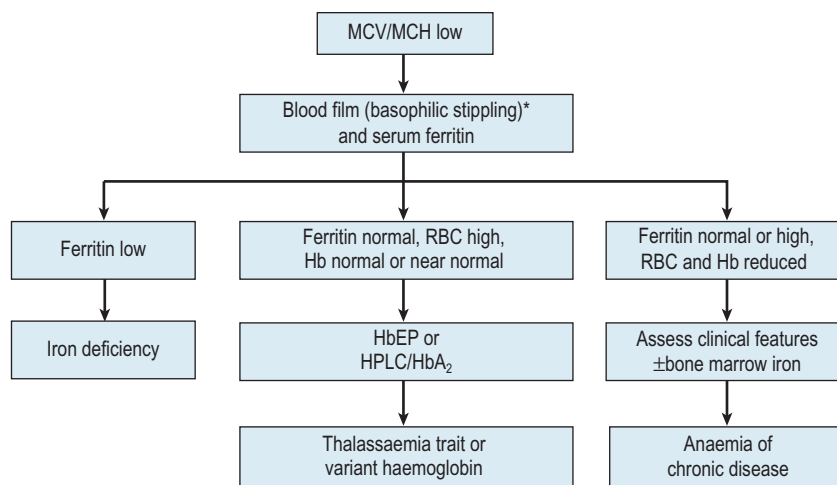 MCV/MCH low
Blood film (basophilic stippling)*
and serum ferritin
Ferritin low
Ferritin normal, RBC high,
Hb normal or near normal
Ferritin normal or high,
RBC and Hb reduced
Iron deficiency
HbEP or
HPLC/HbA₂
Assess clinical features
±bone marrow iron
Thalassaemia trait or
variant haemoglobin
Anaemia of
chronic disease